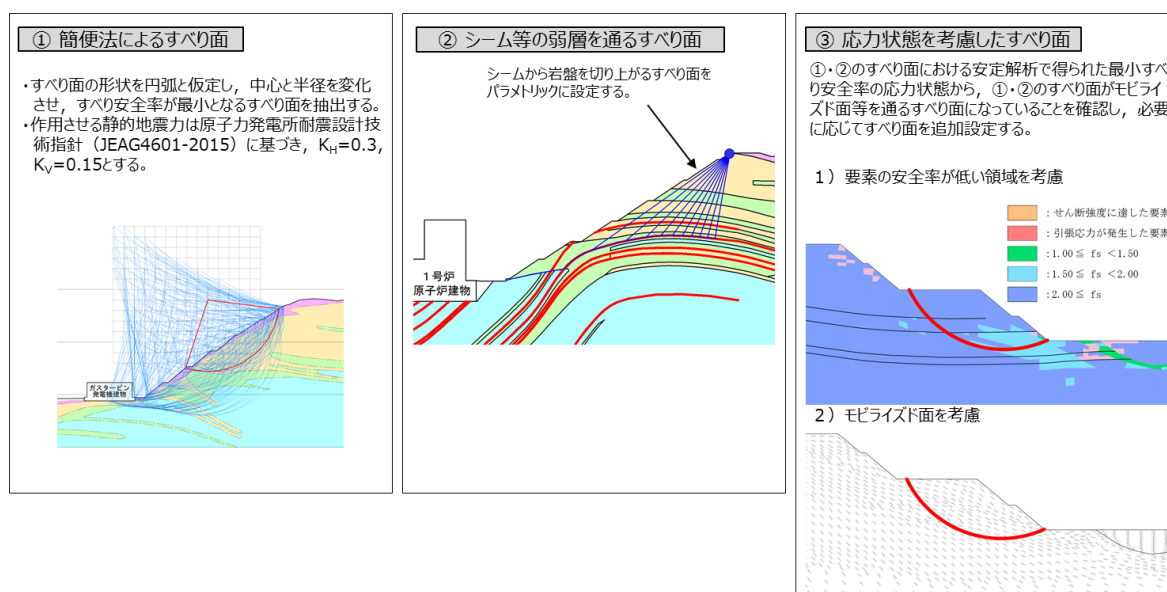 ① 簡便法によるすべり面
・すべり面の形状を円弧と仮定し，中心と半径を変化
させ，すべり安全率が最小となるすべり面を抽出する。
・作用させる静的地震力は原子力発電所耐震設計技
術指針（JEAG4601-2015）に基づき，KH=0.3，
KV=0.15とする。
ガスタービン
発電機建物
② シーム等の弱層を通るすべり面
シームから岩盤を切り上がるすべり面を
パラメトリックに設定する。
１号炉
原子炉建物
③ 応力状態を考慮したすべり面
①・②のすべり面における安定解析で得られた最小すべ
り安全率の応力状態から，①・②のすべり面がモビライ
ズド面等を通るすべり面になっていることを確認し，必要
に応じてすべり面を追加設定する。
１）要素の安全率が低い領域を考慮
：せん断強度に達した要素
：引張応力が発生した要素
：1.00≦ fs ＜1.50
：1.50≦ fs ＜2.00
：2.00≦ fs
２）モビライズド面を考慮